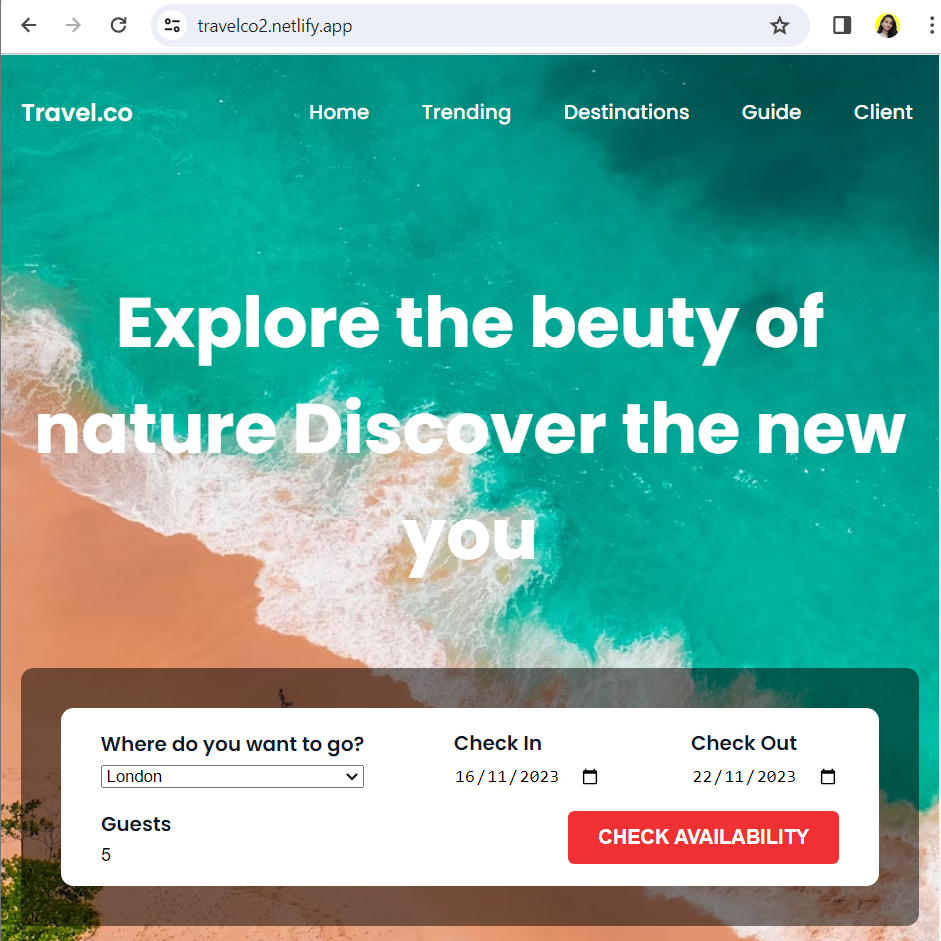 travelco2.netlify.app
Travel.co Home Trending Destinations Guide Client
Explore the beuty of
nature Discover the new
you
Where do you want to go? Check In Check Out
London 16/11/2023 22/11/2023
Guests
5
CHECK AVAILABILITY